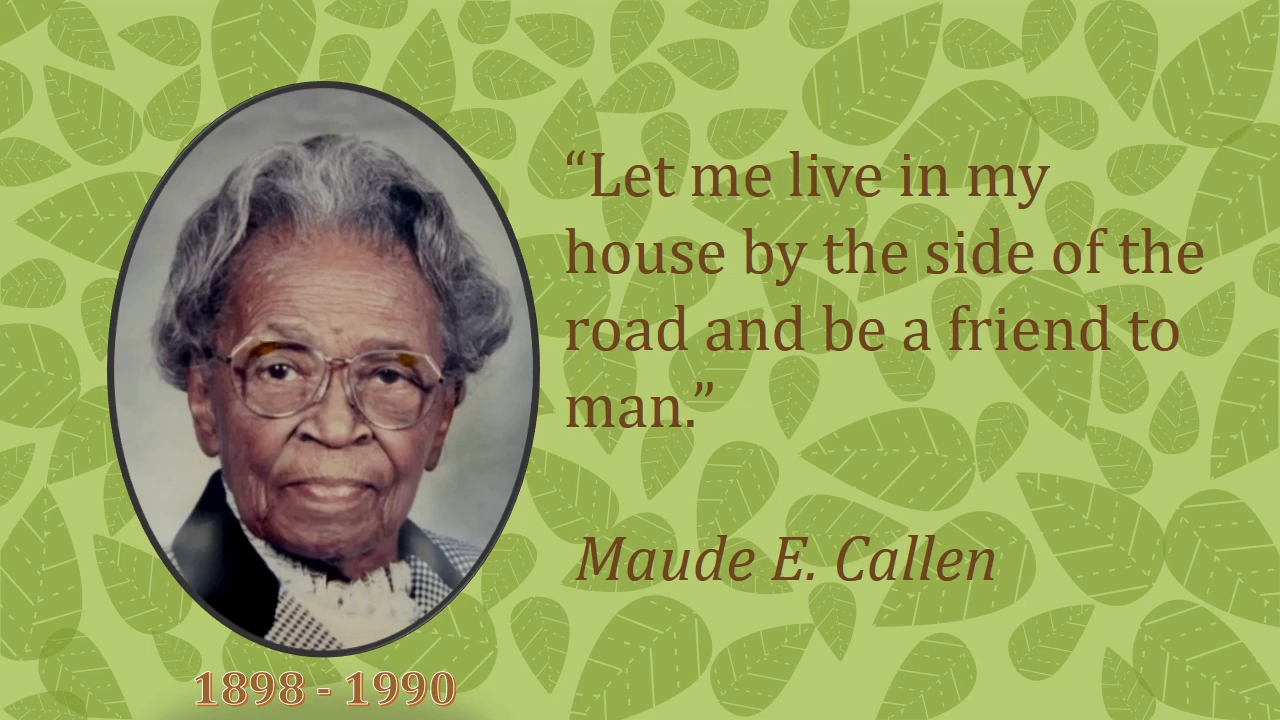 “Let me live in my
house by the side of the
road and be a friend to
man.”
Maude E. Callen
1898 - 1990